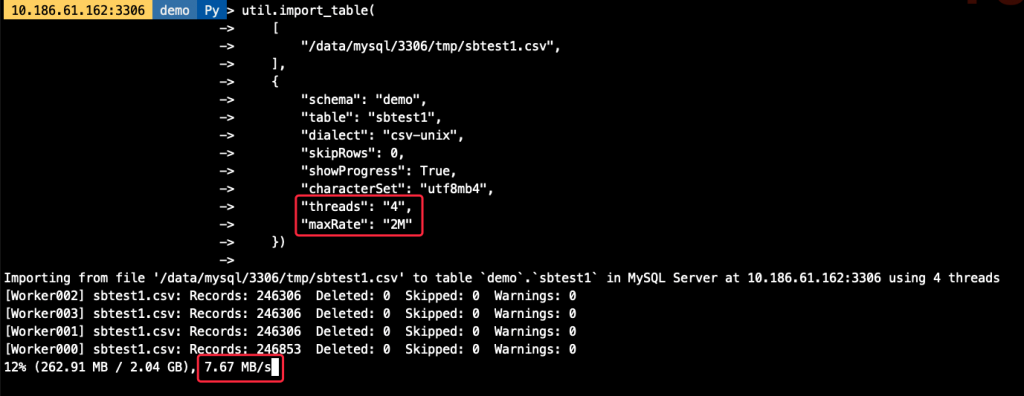 10.186.61.162:3306 demo Py > util.import_table(
-> [
-> "/data/mysql/3306/tmp/sbtest1.csv",
-> ],
-> {
-> "schema": "demo",
-> "table": "sbtest1",
-> "dialect": "csv-unix",
-> "skipRows": 0,
-> "showProgress": True,
-> "characterSet": "utf8mb4",
-> "threads": "4",
-> "maxRate": "2M"
-> })
->
Importing from file '/data/mysql/3306/tmp/sbtest1.csv' to table `demo`.`sbtest1` in MySQL Server at 10.186.61.162:3306 using 4 threads
[Worker002] sbtest1.csv: Records: 246306 Deleted: 0 Skipped: 0 Warnings: 0
[Worker003] sbtest1.csv: Records: 246306 Deleted: 0 Skipped: 0 Warnings: 0
[Worker001] sbtest1.csv: Records: 246306 Deleted: 0 Skipped: 0 Warnings: 0
[Worker000] sbtest1.csv: Records: 246853 Deleted: 0 Skipped: 0 Warnings: 0
12% (262.91 MB / 2.04 GB), 7.67 MB/s